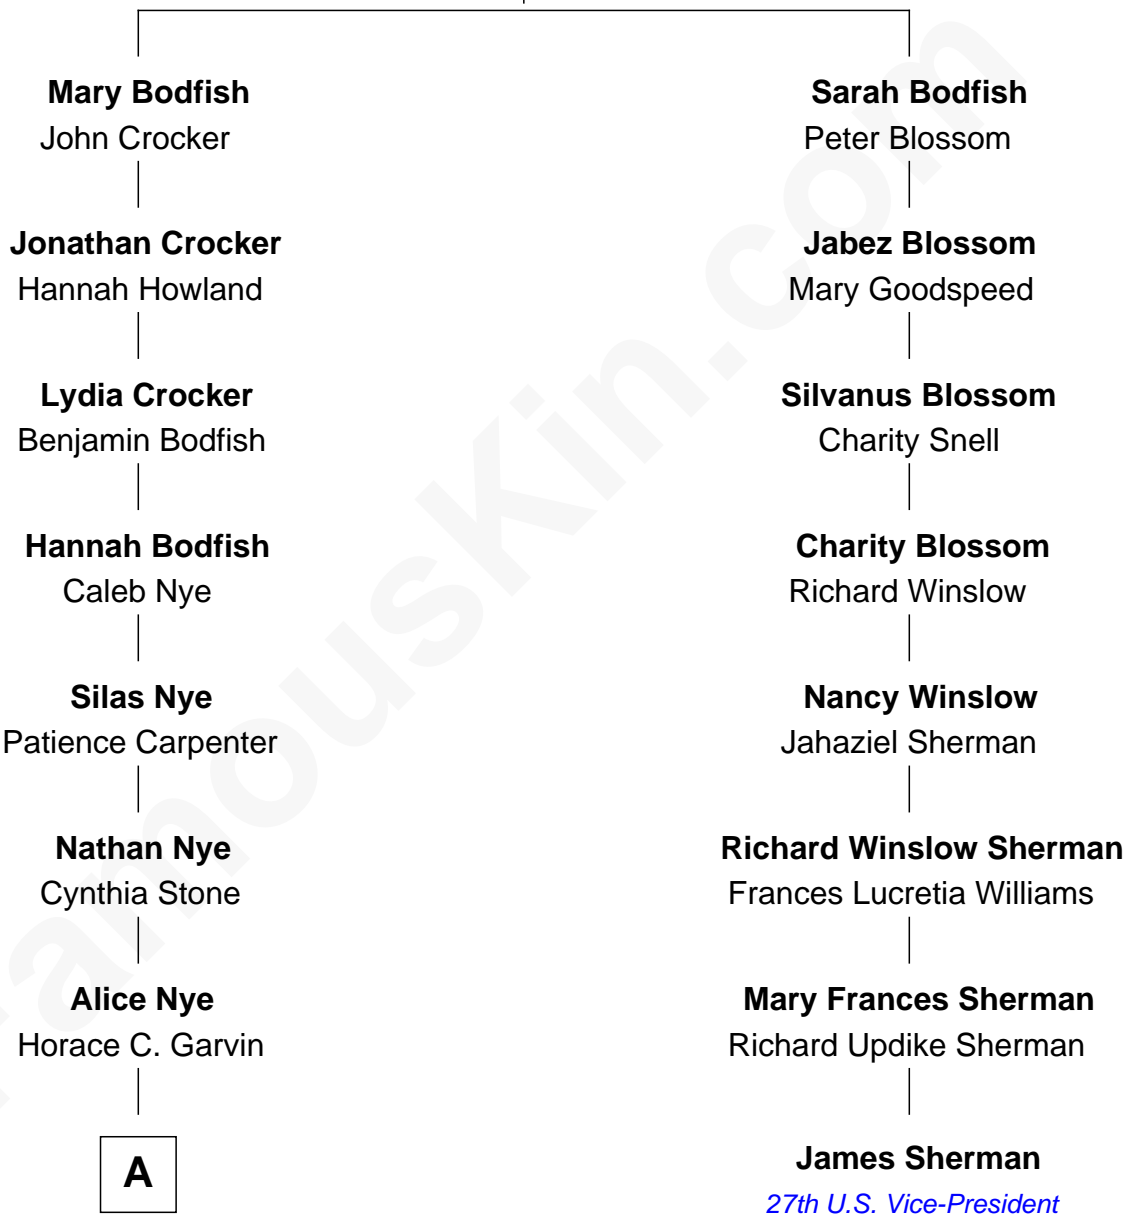 Mary Bodfish
John Crocker
Jonathan Crocker
Hannah Howland
Lydia Crocker
Benjamin Bodfish
Hannah Bodfish
Caleb Nye
Silas Nye
Patience Carpenter
Nathan Nye
Cynthia Stone
Alice Nye
Horace C. Garvin
A
Sarah Bodfish
Peter Blossom
Jabez Blossom
Mary Goodspeed
Silvanus Blossom
Charity Snell
Charity Blossom
Richard Winslow
Nancy Winslow
Jahaziel Sherman
Richard Winslow Sherman
Frances Lucretia Williams
Mary Frances Sherman
Richard Updike Sherman
James Sherman
27th U.S. Vice-President
FamousKin.com